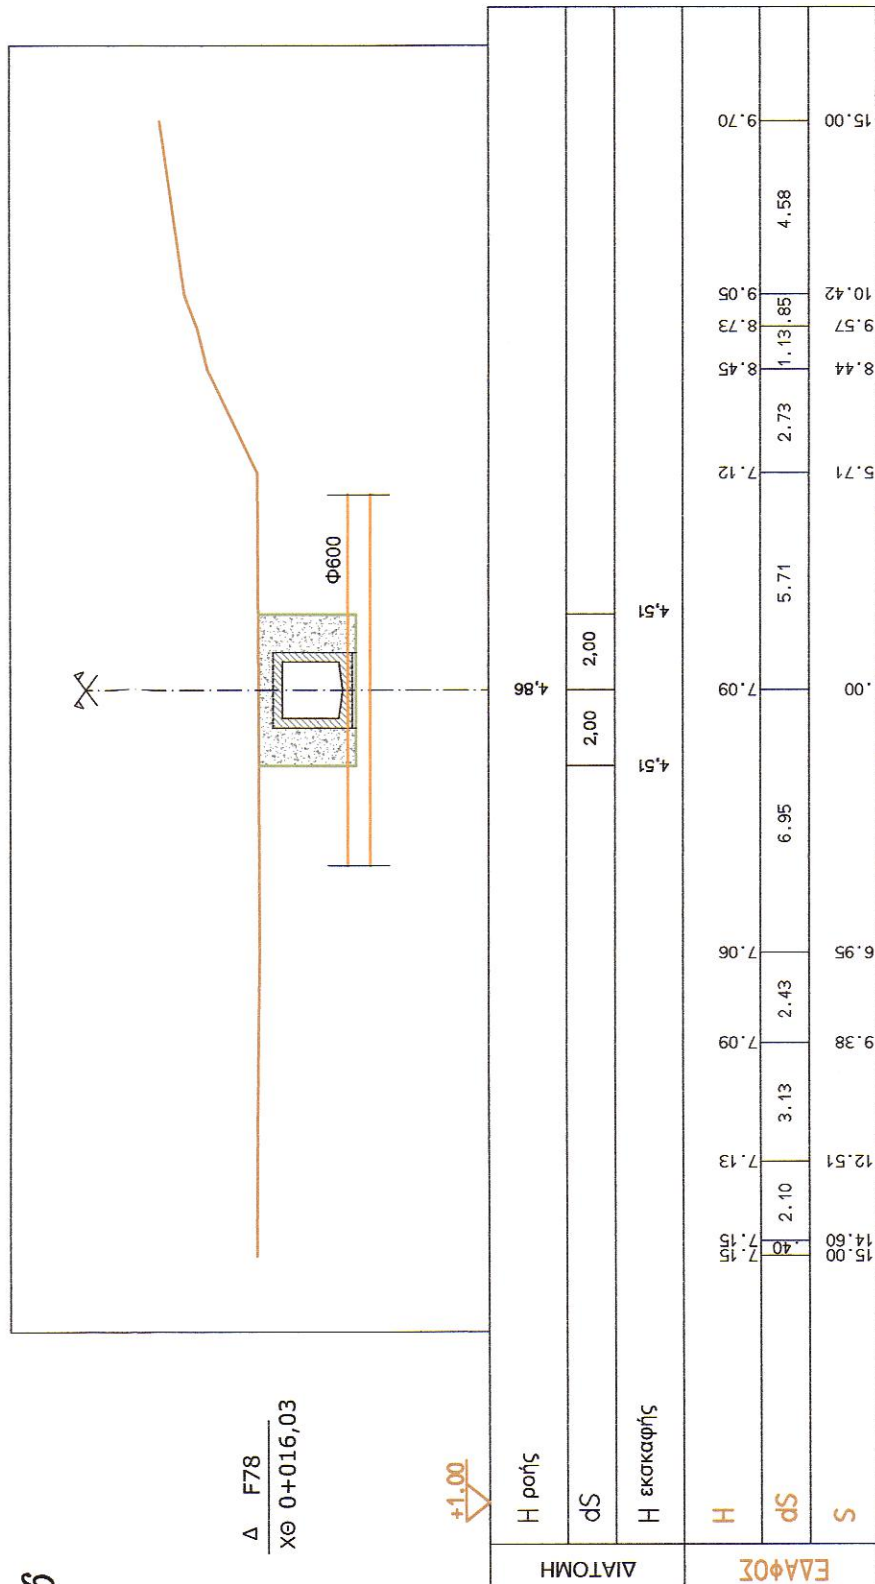 Δ F78
ΧΘ 0+016,03
+1.00
Φ600
ΔΙΑΤΟΜΗ
Η ροής
4,86
dS
2,00 2,00
Η εκσκαφής
4,51 4,51
ΕΔΑΦΟΣ
H
7.15 7.15 7.13 7.09 7.06 7.09 7.12 8.45 8.73 9.05 9.70
dS
.40 2.10 3.13 2.43 6.95 5.71 2.73 1.13 .85 4.58
S
15.00 14.60 12.51 9.38 6.95 .00 5.71 8.44 9.57 10.42 15.00